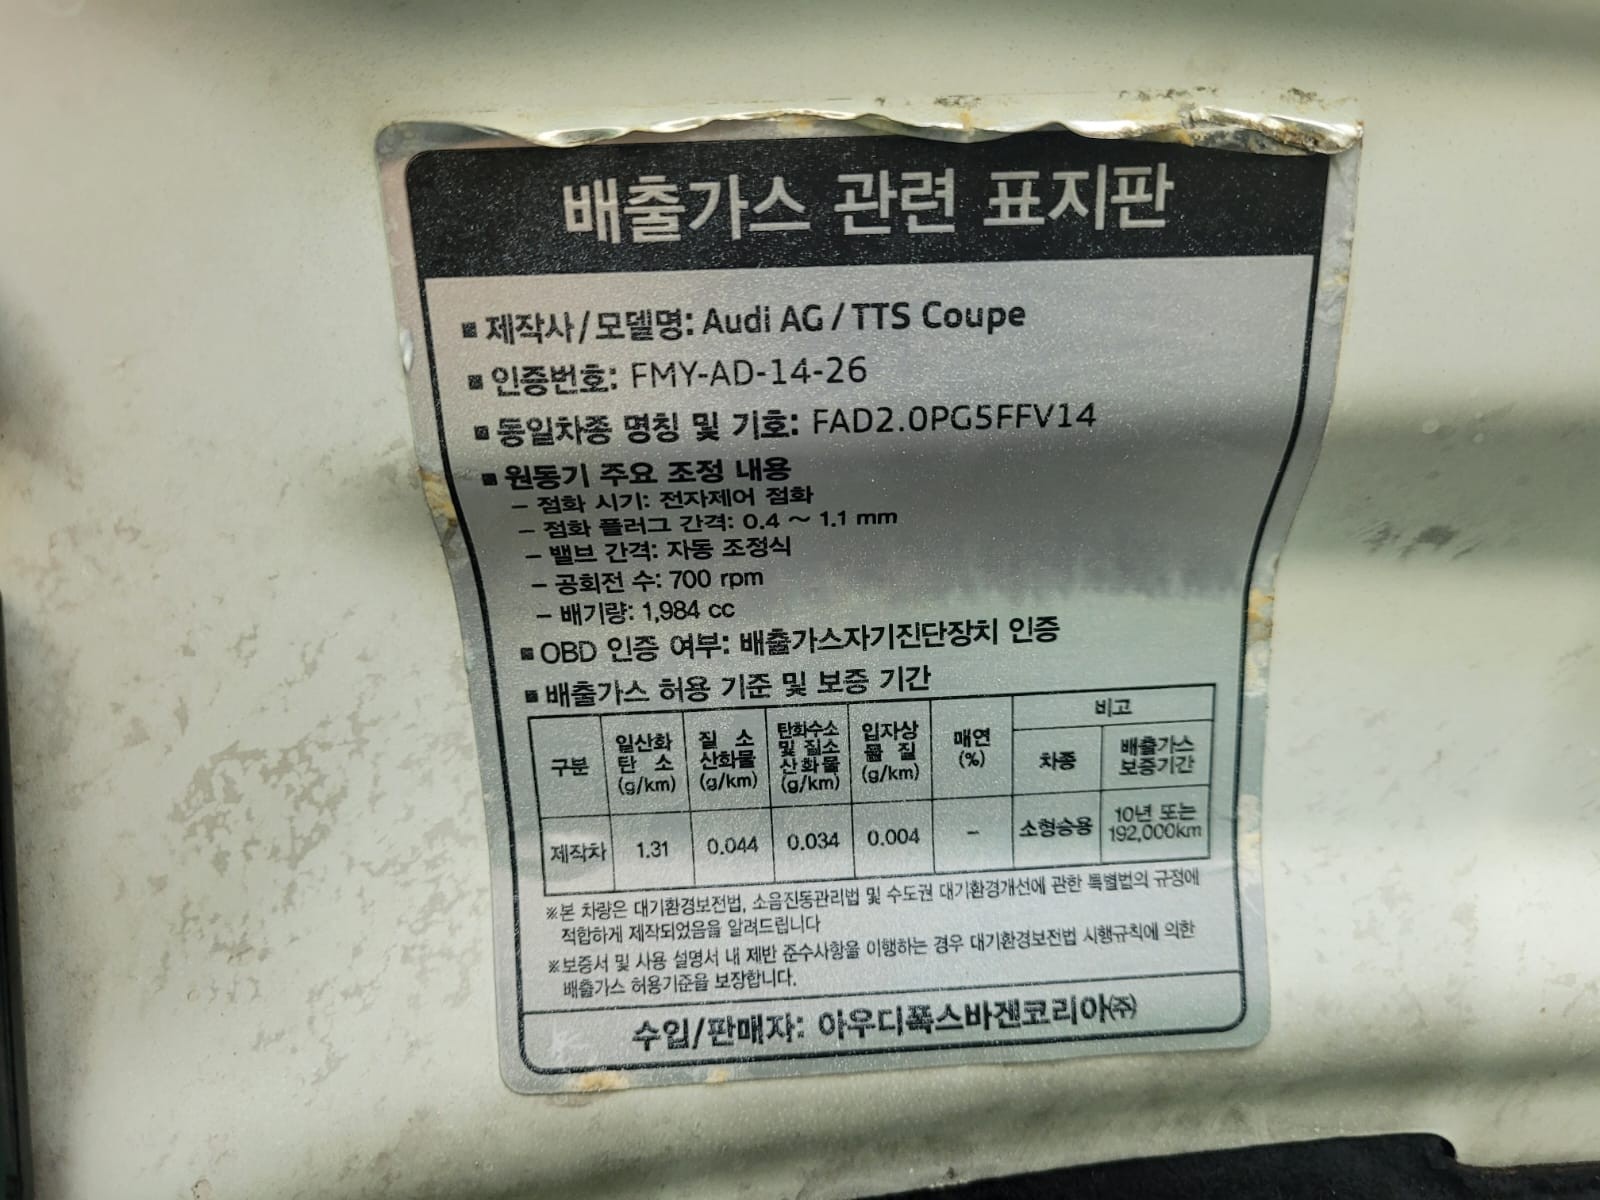 배출가스 관련 표지판
▪ 제작사/모델명: Audi AG / TTS Coupe
▪ 인증번호: FMY-AD-14-26
▪ 동일차종 명칭 및 기호: FAD2.0PG5FFV14
▪ 원동기 주요 조정 내용
– 점화 시기: 전자제어 점화
– 점화 플러그 간격: 0.4 ~ 1.1 mm
– 밸브 간격: 자동 조정식
– 공회전 수: 700 rpm
– 배기량: 1,984 cc
▪ OBD 인증 여부: 배출가스자기진단장치 인증
▪ 배출가스 허용 기준 및 보증 기간
구분 일산화 탄소 (g/km) 질소 산화물 (g/km) 탄화수소 및 질소 산화물 (g/km) 입자상 물질 (g/km) 매연 (%) 비고
차종 배출가스 보증기간
제작차 1.31 0.044 0.034 0.004 – 소형승용 10년 또는 192,000km
※본 차량은 대기환경보전법, 소음진동관리법 및 수도권 대기환경개선에 관한 특별법의 규정에
적합하게 제작되었음을 알려드립니다
※보증서 및 사용 설명서 내 제반 준수사항을 이행하는 경우 대기환경보전법 시행규칙에 의한
배출가스 허용기준을 보장합니다.
수입/판매자: 아우디폭스바겐코리아㈜